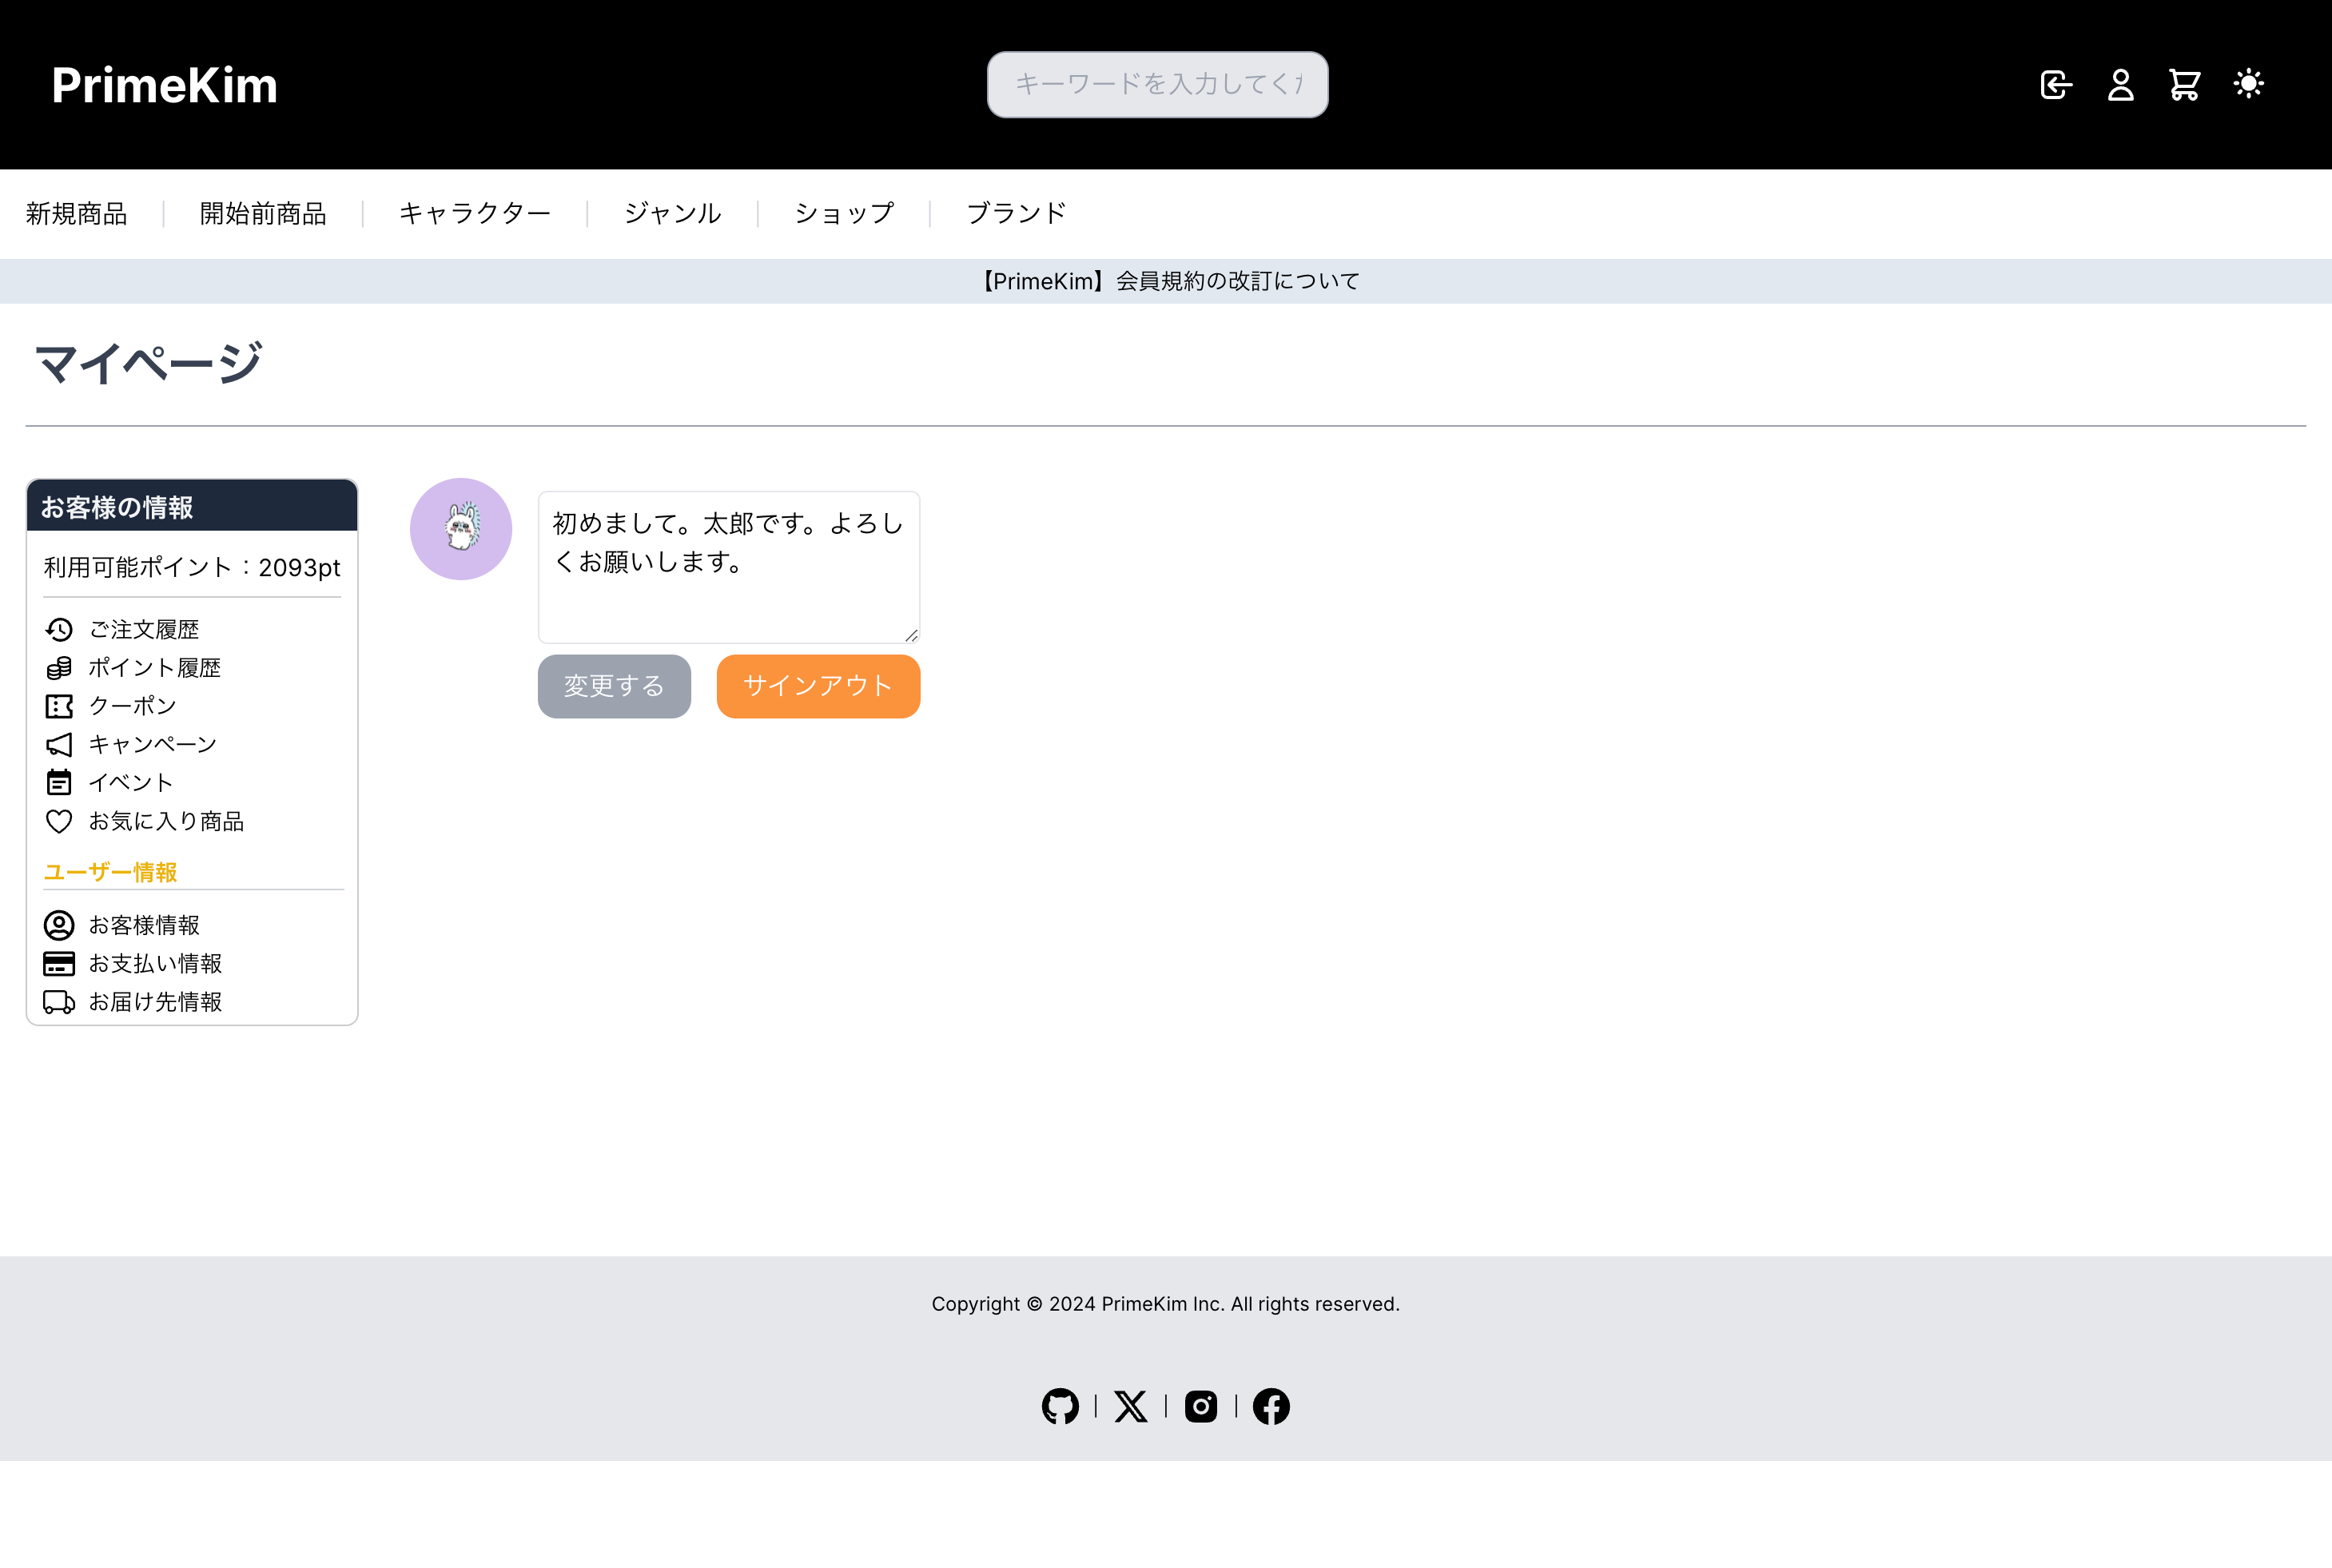 PrimeKim
キーワードを入力してく
新規商品
開始前商品
キャラクター
ジャンル
ショップ
ブランド
【PrimeKim】会員規約の改訂について
マイページ
お客様の情報
利用可能ポイント：2093pt
ご注文履歴
ポイント履歴
クーポン
キャンペーン
イベント
お気に入り商品
ユーザー情報
お客様情報
お支払い情報
お届け先情報
初めまして。太郎です。よろし
くお願いします。
変更する
サインアウト
Copyright © 2024 PrimeKim Inc. All rights reserved.